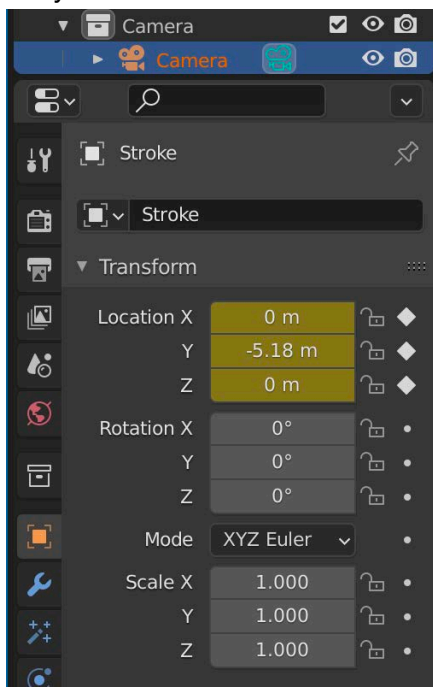 Camera
Camera
Stroke
Stroke
Transform
Location X 0 m
Y -5.18 m
Z 0 m
Rotation X 0°
Y 0°
Z 0°
Mode XYZ Euler
Scale X 1.000
Y 1.000
Z 1.000